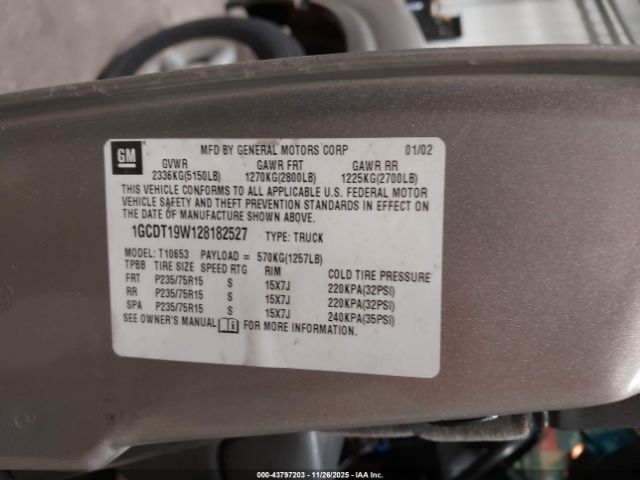 GM
MFD BY GENERAL MOTORS CORP 01/02
GVWR GAWR FRT GAWR RR
2336KG(5150LB) 1270KG(2800LB) 1225KG(2700LB)
THIS VEHICLE CONFORMS TO ALL APPLICABLE U.S. FEDERAL MOTOR
VEHICLE SAFETY AND THEFT PREVENTION STANDARDS IN EFFECT ON
THE DATE OF MANUFACTURE SHOWN ABOVE.
1GCDT19W128182527 TYPE: TRUCK
MODEL: T10653 PAYLOAD = 570KG(1257LB)
TPBB TIRE SIZE SPEED RTG RIM COLD TIRE PRESSURE
FRT P235/75R15 S 15X7J 220KPA(32PSI)
RR P235/75R15 S 15X7J 220KPA(32PSI)
SPA P235/75R15 S 15X7J 240KPA(35PSI)
SEE OWNER'S MANUAL FOR MORE INFORMATION.
000-43797203 - 11/26/2025 - IAA Inc.